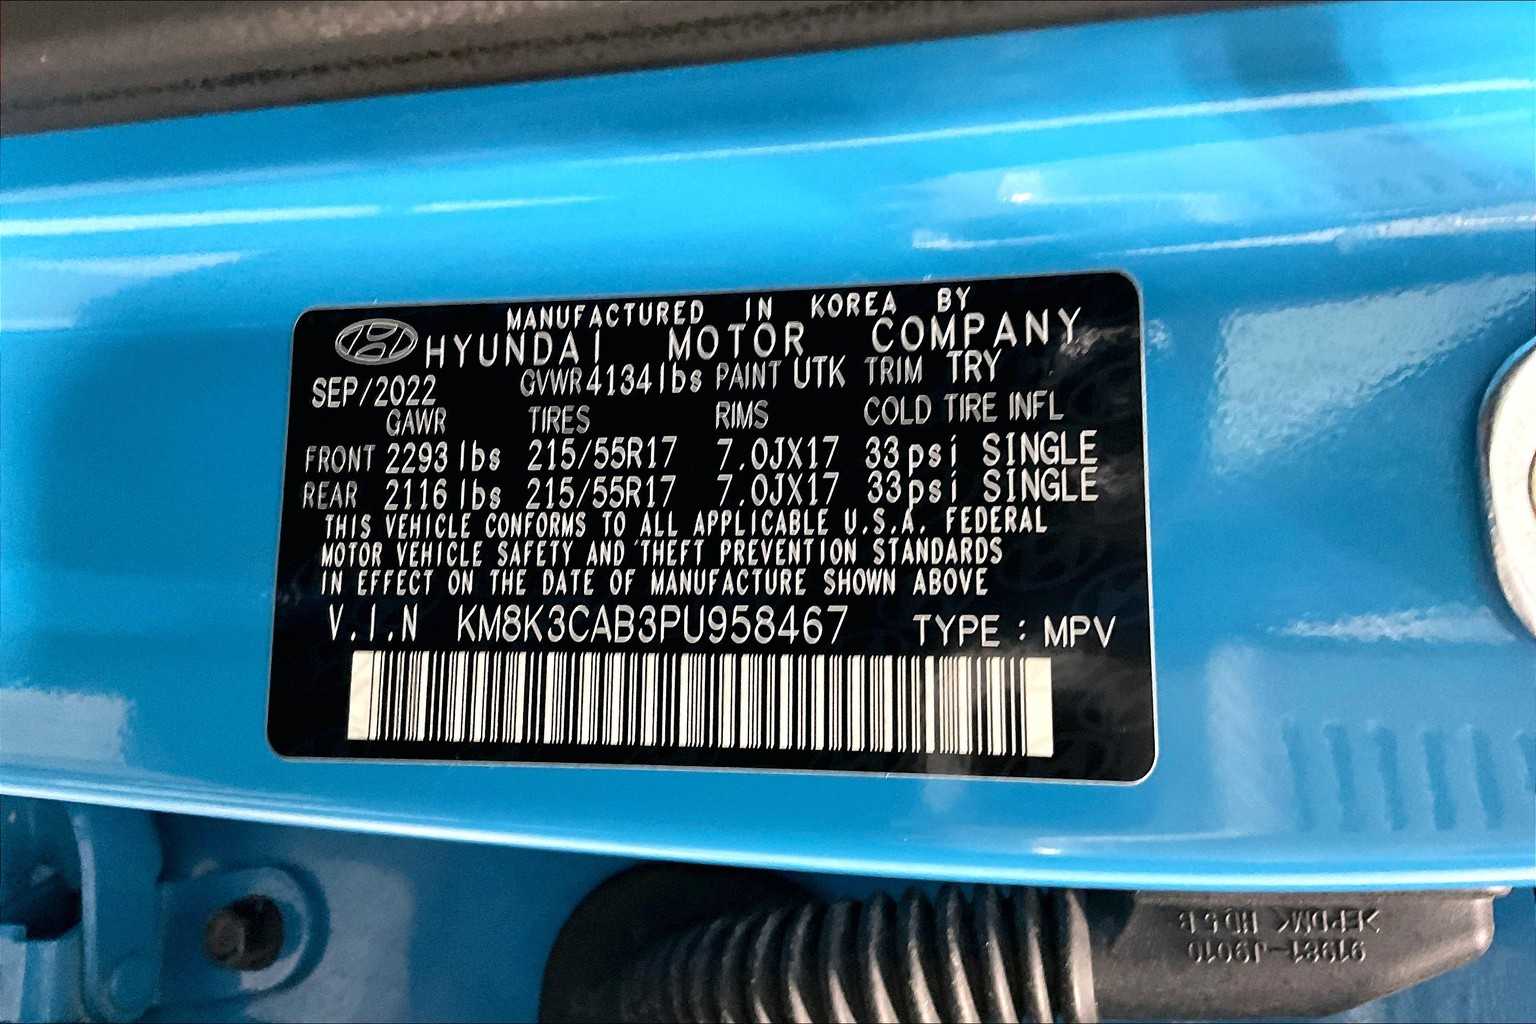 MANUFACTURED IN KOREA BY
HYUNDAI MOTOR COMPANY
SEP/2022 GVWR 4134lbs PAINT UTK TRIM TRY
GAWR TIRES RIMS COLD TIRE INFL
FRONT 2293lbs 215/55R17 7.0JX17 33psi SINGLE
REAR 2116lbs 215/55R17 7.0JX17 33psi SINGLE
THIS VEHICLE CONFORMS TO ALL APPLICABLE U.S.A. FEDERAL
MOTOR VEHICLE SAFETY AND THEFT PREVENTION STANDARDS
IN EFFECT ON THE DATE OF MANUFACTURE SHOWN ABOVE
V.I.N KM8K3CAB3PU958467 TYPE : MPV
91981-J9010